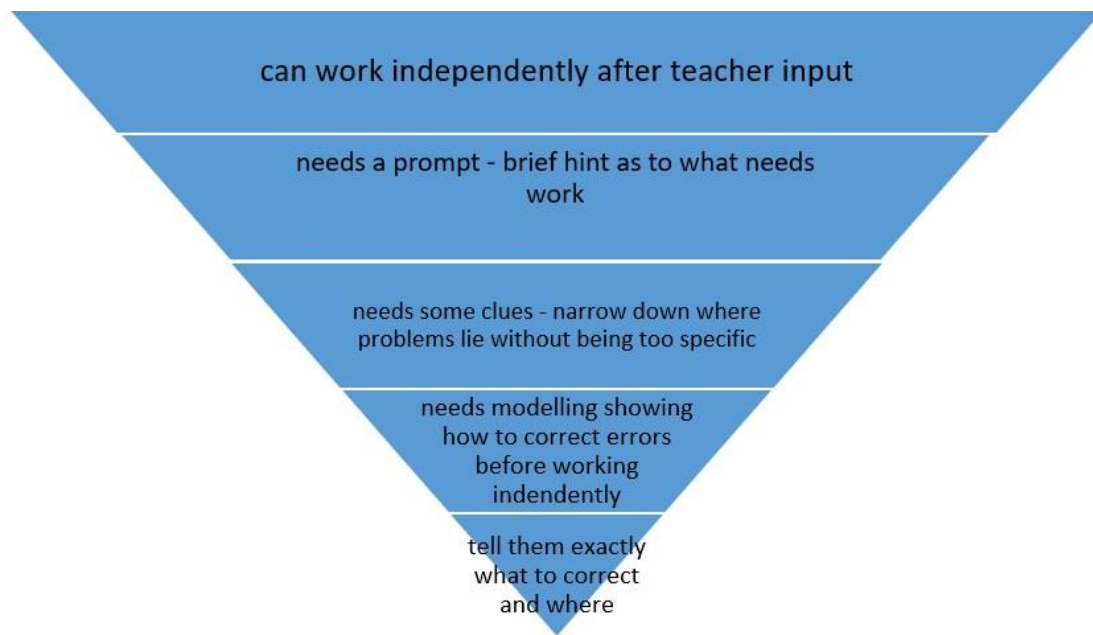 can work independently after teacher input
needs a prompt - brief hint as to what needs
work
needs some clues - narrow down where
problems lie without being too specific
needs modelling showing
how to correct errors
before working
indendently
tell them exactly
what to correct
and where